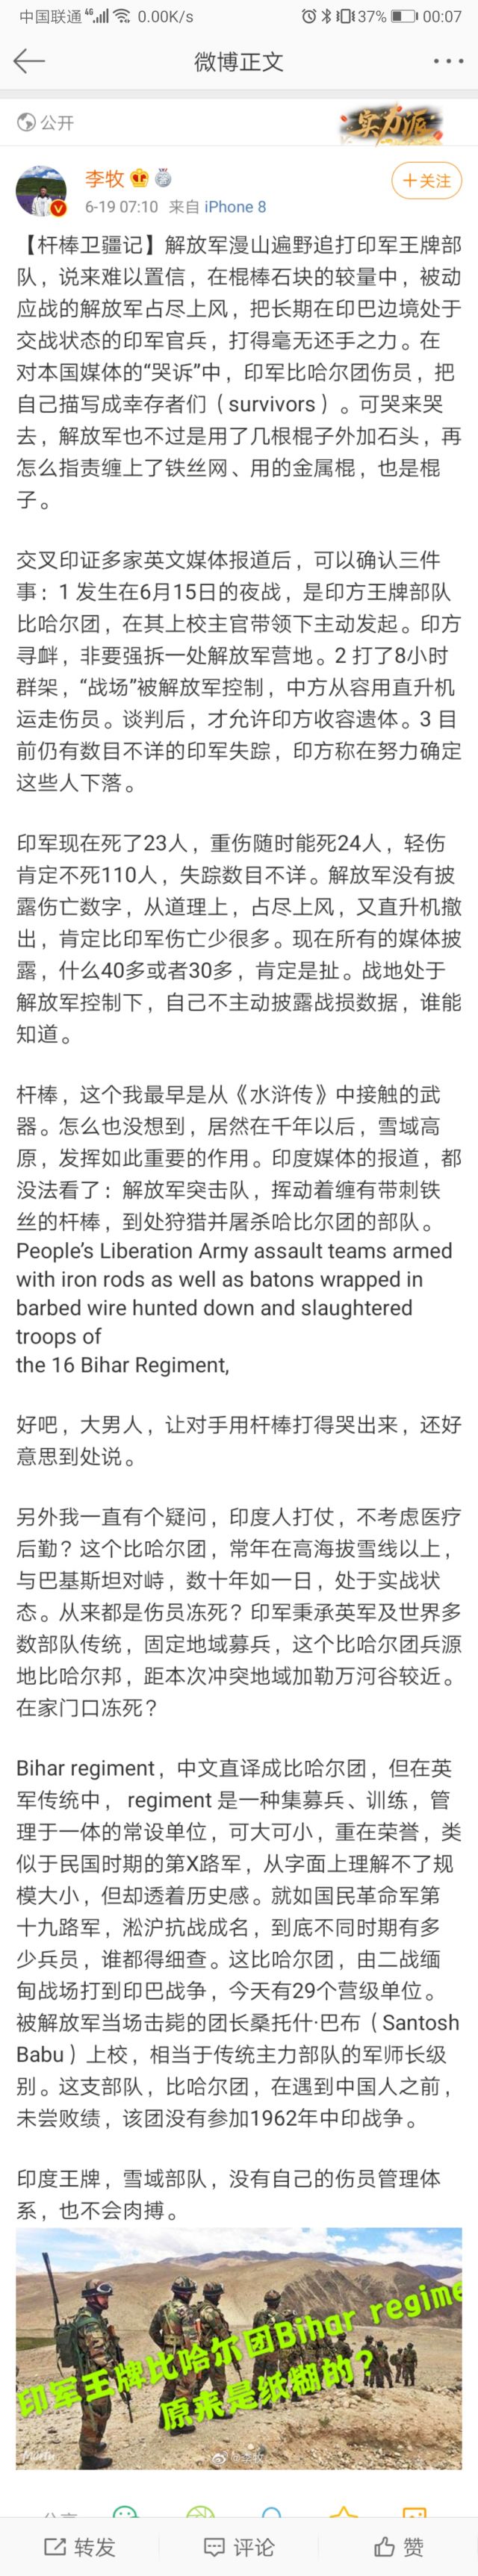 中国联通 4G 0.00K/s 37% 00:07
微博正文
公开
实力派
李牧
+关注
6-19 07:10 来自 iPhone 8
【杆棒卫疆记】解放军漫山遍野追打印军王牌部
队，说来难以置信，在棍棒石块的较量中，被动
应战的解放军占尽上风，把长期在印巴边境处于
交战状态的印军官兵，打得毫无还手之力。在
对本国媒体的“哭诉”中，印军比哈尔团伤员，把
自己描写成幸存者们（survivors）。可哭来哭
去，解放军也不过是用了几根棍子外加石头，再
怎么指责缠上了铁丝网、用的金属棍，也是棍
子。
交叉印证多家英文媒体报道后，可以确认三件
事：1 发生在6月15日的夜战，是印方王牌部队
比哈尔团，在其上校主官带领下主动发起。印方
寻衅，非要强拆一处解放军营地。2 打了8小时
群架，“战场”被解放军控制，中方从容用直升机
运走伤员。谈判后，才允许印方收容遗体。3 目
前仍有数目不详的印军失踪，印方称在努力确定
这些人下落。
印军现在死了23人，重伤随时能死24人，轻伤
肯定不死110人，失踪数目不详。解放军没有披
露伤亡数字，从道理上，占尽上风，又直升机撤
出，肯定比印军伤亡少很多。现在所有的媒体披
露，什么40多或者30多，肯定是扯。战地处于
解放军控制下，自己不主动披露战损数据，谁能
知道。
杆棒，这个我最早是从《水浒传》中接触的武
器。怎么也没想到，居然在千年以后，雪域高
原，发挥如此重要的作用。印度媒体的报道，都
没法看了：解放军突击队，挥动着缠有带刺铁
丝的杆棒，到处狩猎并屠杀哈比尔团的部队。
People’s Liberation Army assault teams armed
with iron rods as well as batons wrapped in
barbed wire hunted down and slaughtered
troops of
the 16 Bihar Regiment,
好吧，大男人，让对手用杆棒打得哭出来，还好
意思到处说。
另外我一直有个疑问，印度人打仗，不考虑医疗
后勤？这个比哈尔团，常年在高海拔雪线以上，
与巴基斯坦对峙，数十年如一日，处于实战状
态。从来都是伤员冻死？印军秉承英军及世界多
数部队传统，固定地域募兵，这个比哈尔团兵源
地比哈尔邦，距本次冲突地域加勒万河谷较近。
在家门口冻死？
Bihar regiment，中文直译成比哈尔团，但在英
军传统中， regiment 是一种集募兵、训练，管
理于一体的常设单位，可大可小，重在荣誉，类
似于民国时期的第X路军，从字面上理解不了规
模大小，但却透着历史感。就如国民革命军第
十九路军，淞沪抗战成名，到底不同时期有多
少兵员，谁都得细查。这比哈尔团，由二战缅
甸战场打到印巴战争，今天有29个营级单位。
被解放军当场击毙的团长桑托什·巴布（Santosh
Babu）上校，相当于传统主力部队的军师长级
别。这支部队，比哈尔团，在遇到中国人之前，
未尝败绩，该团没有参加1962年中印战争。
印度王牌，雪域部队，没有自己的伤员管理体
系，也不会肉搏。
印军王牌比哈尔团Bihar regime
原来是纸糊的？
分享
转发
评论
赞